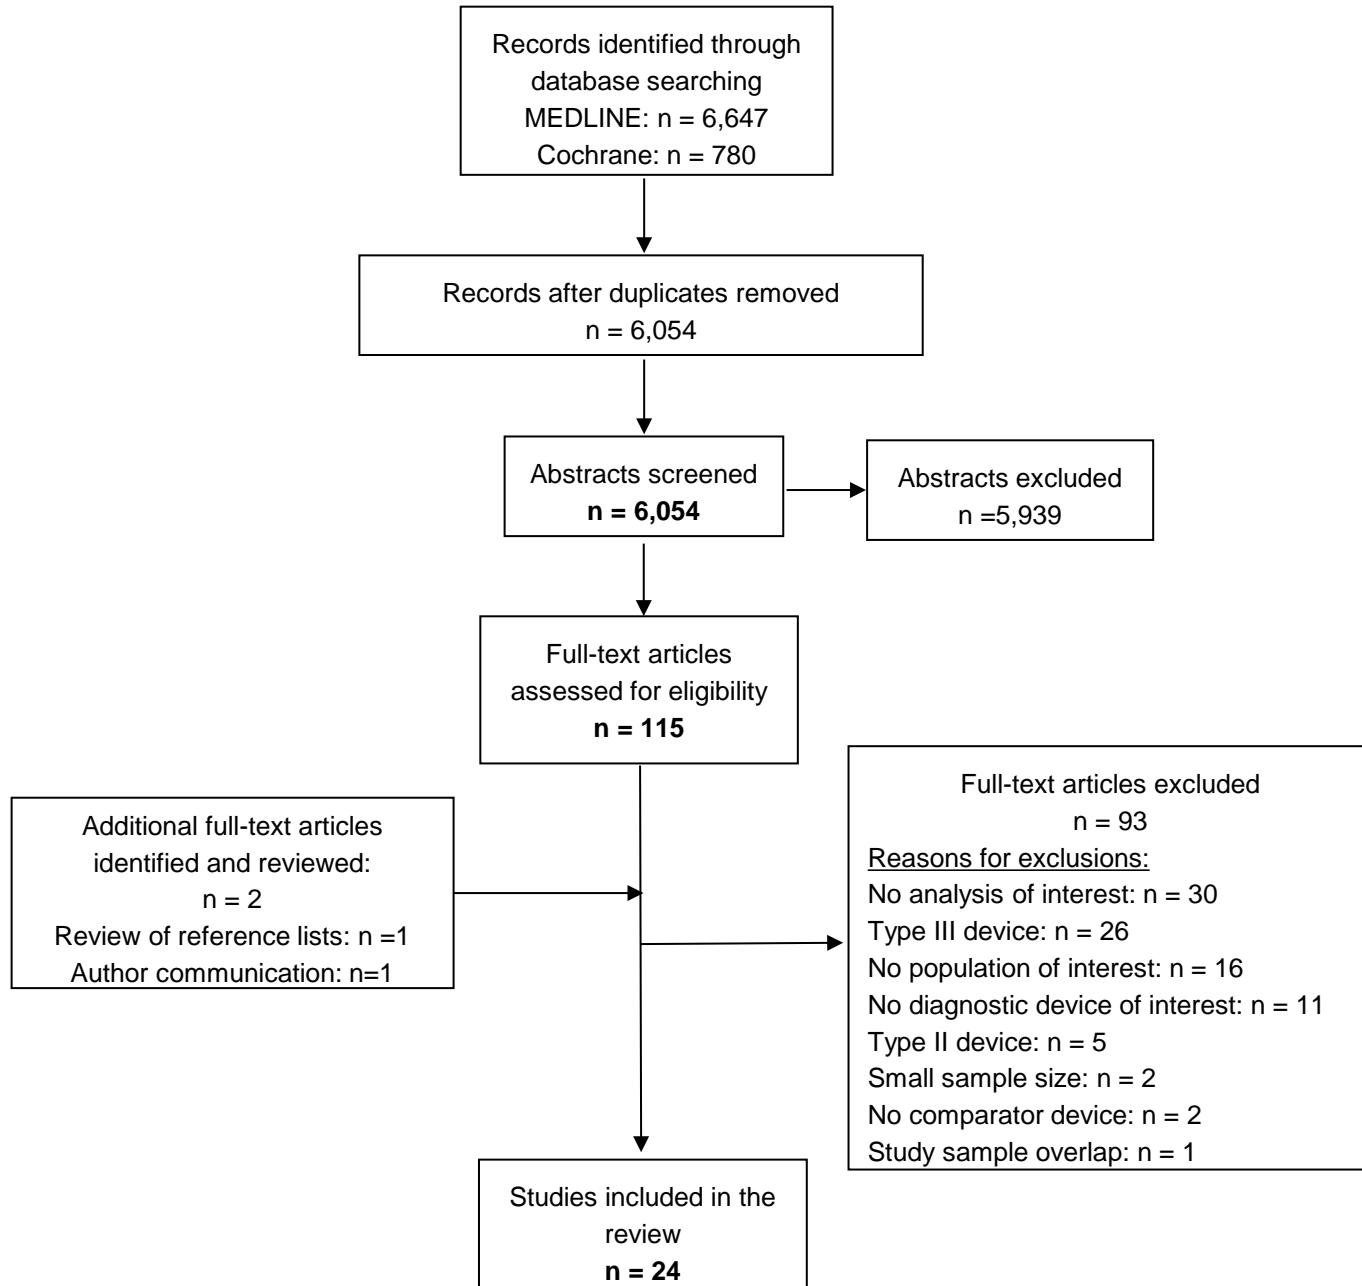 Records identified through
database searching
MEDLINE: n = 6,647
Cochrane: n = 780
Records after duplicates removed
n = 6,054
Abstracts screened
n = 6,054
Abstracts excluded
n =5,939
Full-text articles
assessed for eligibility
n = 115
Additional full-text articles
identified and reviewed:
n = 2
Review of reference lists: n =1
Author communication: n=1
Full-text articles excluded
n = 93
Reasons for exclusions:
No analysis of interest: n = 30
Type III device: n = 26
No population of interest: n = 16
No diagnostic device of interest: n = 11
Type II device: n = 5
Small sample size: n = 2
No comparator device: n = 2
Study sample overlap: n = 1
Studies included in the
review
n = 24